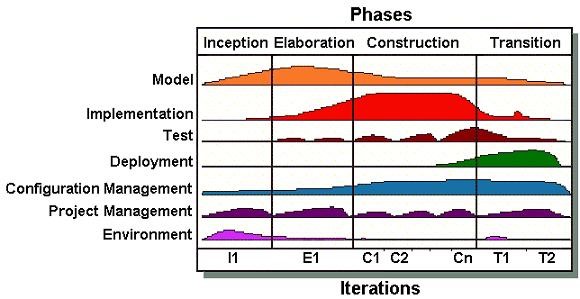 Phases
Inception Elaboration Construction Transition
Model
Implementation
Test
Deployment
Configuration Management
Project Management
Environment
I1 E1 C1 C2 Cn T1 T2
Iterations